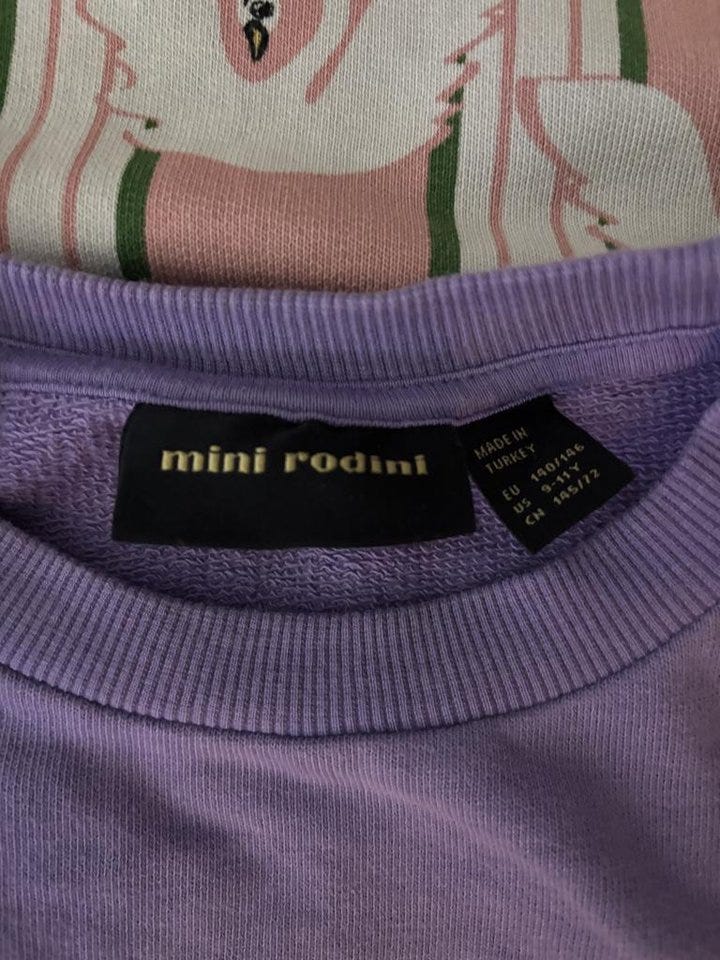 mini rodini
MADE IN
TURKEY
EU 140/146
US 9-11Y
CN 145/72